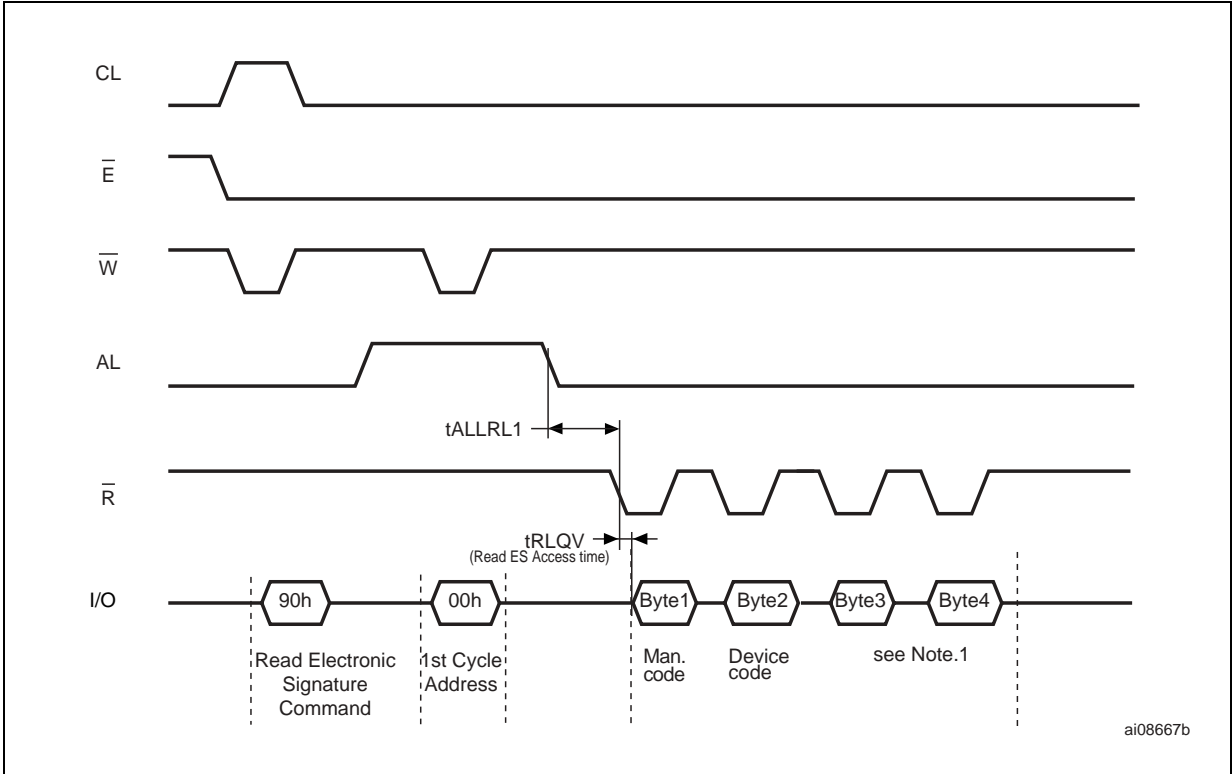 CL
E
W
AL
tALLRL1
R
tRLQV
(Read ES Access time)
I/O
90h
00h
Byte1
Byte2
Byte3
Byte4
Read Electronic
Signature
Command
1st Cycle
Address
Man.
code
Device
code
see Note.1
ai08667b